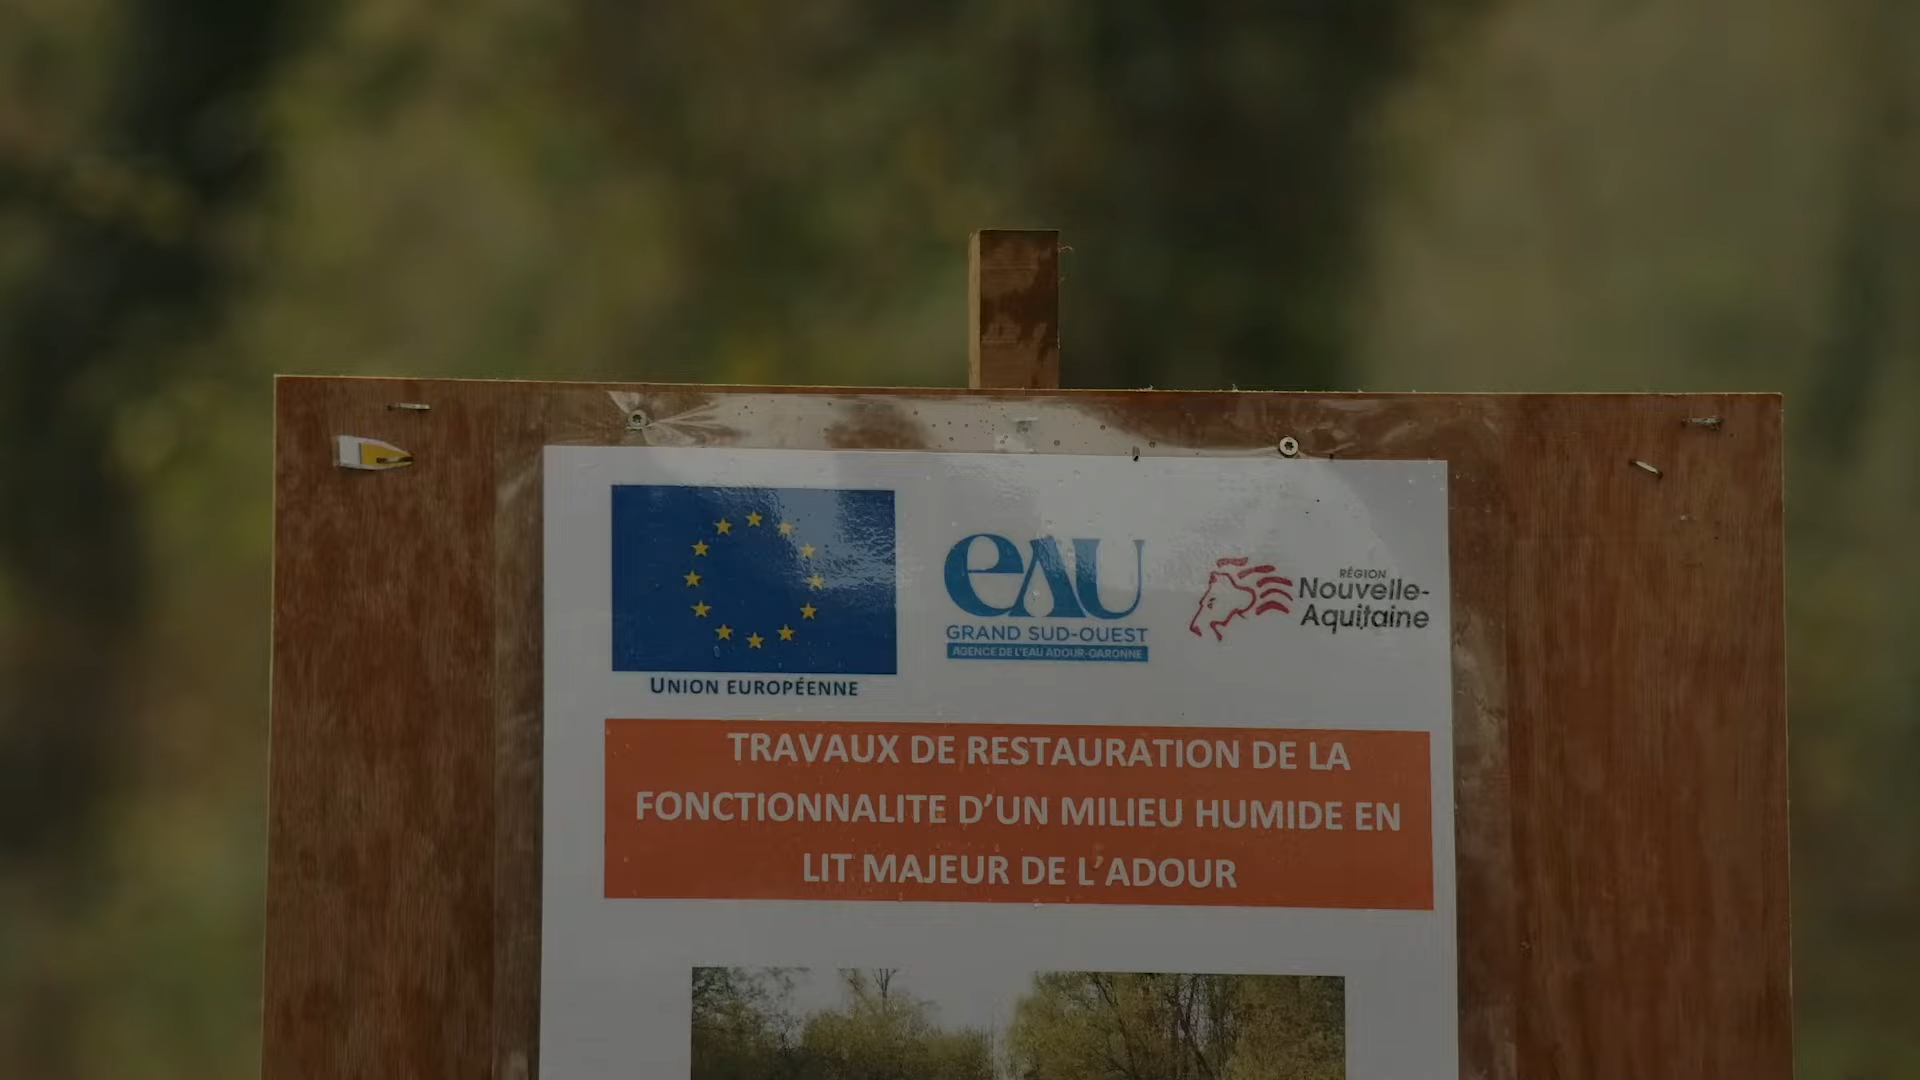 UNION EUROPÉENNE
eAU
GRAND SUD-OUEST
AGENCE DE L'EAU ADOUR-GARONNE
RÉGION
Nouvelle-
Aquitaine
TRAVAUX DE RESTAURATION DE LA
FONCTIONNALITE D'UN MILIEU HUMIDE EN
LIT MAJEUR DE L'ADOUR